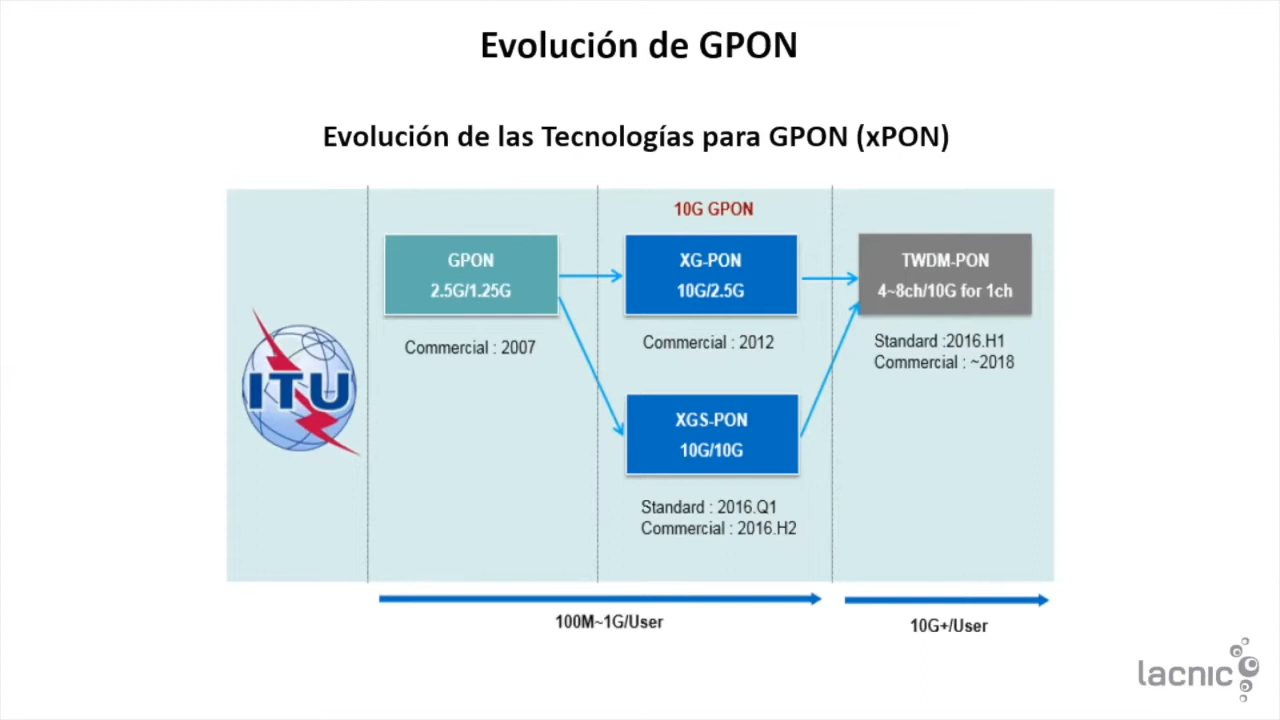 Evolución de GPON
Evolución de las Tecnologías para GPON (xPON)
10G GPON
GPON
2.5G/1.25G
Commercial : 2007
XG-PON
10G/2.5G
Commercial : 2012
TWDM-PON
4~8ch/10G for 1ch
Standard :2016.H1
Commercial : ~2018
ITU
XGS-PON
10G/10G
Standard : 2016.Q1
Commercial : 2016.H2
100M~1G/User
10G+/User
lacnic